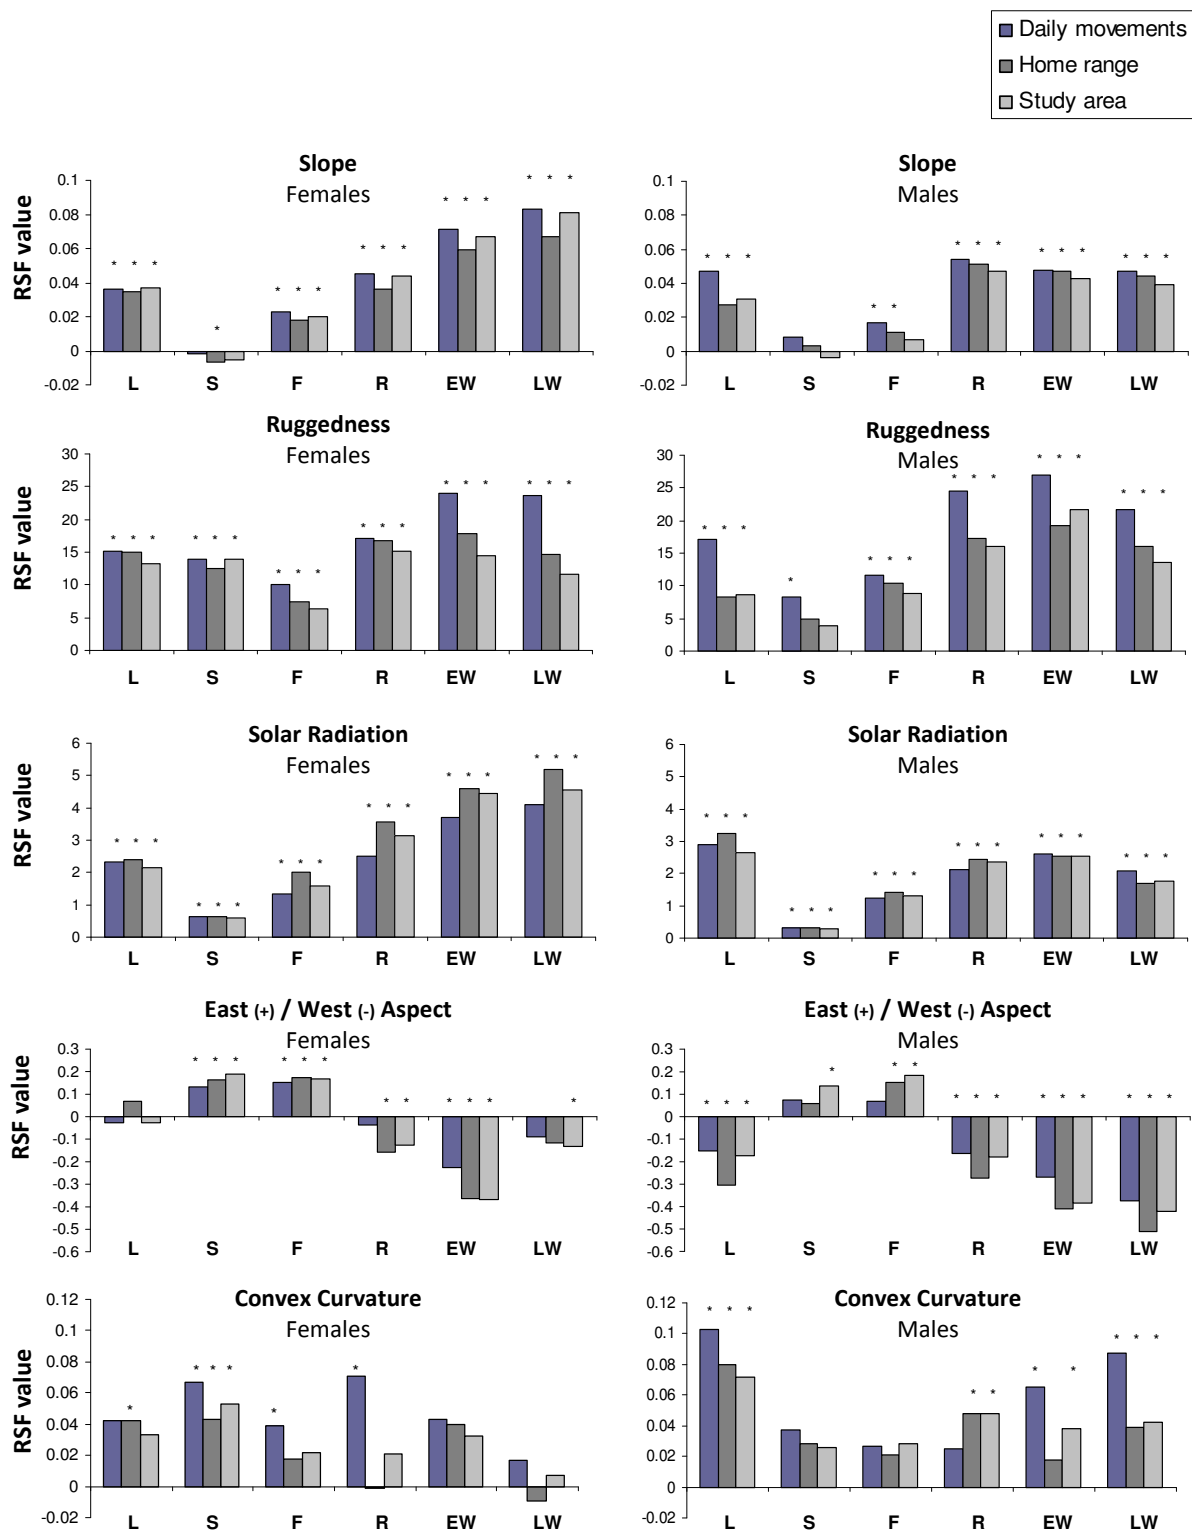 Daily movements
Home range
Study area
Slope
Females
RSF value
0.1
0.08
0.06
0.04
0.02
0
-0.02
* * *
*
* * *
* * *
* * *
* * *
L S F R EW LW
Slope
Males
0.1
0.08
0.06
0.04
0.02
0
-0.02
* * *
* *
* * *
* * *
* * *
L S F R EW LW
Ruggedness
Females
RSF value
30
25
20
15
10
5
0
* * *
* * *
* * *
* * *
* * *
* * *
L S F R EW LW
Ruggedness
Males
30
25
20
15
10
5
0
* * *
*
* * *
* * *
* * *
* * *
L S F R EW LW
Solar Radiation
Females
RSF value
6
5
4
3
2
1
0
* * *
* * *
* * *
* * *
* * *
* * *
L S F R EW LW
Solar Radiation
Males
6
5
4
3
2
1
0
* * *
* * *
* * *
* * *
* * *
* * *
L S F R EW LW
East (+) / West (-) Aspect
Females
RSF value
0.3
0.2
0.1
0
-0.1
-0.2
-0.3
-0.4
-0.5
-0.6
* * *
* * *
* *
* * *
*
L S F R EW LW
East (+) / West (-) Aspect
Males
0.3
0.2
0.1
0
-0.1
-0.2
-0.3
-0.4
-0.5
-0.6
* * *
*
* *
* * *
* * *
* * *
L S F R EW LW
Convex Curvature
Females
RSF value
0.12
0.1
0.08
0.06
0.04
0.02
0
-0.02
*
* * *
*
*
L S F R EW LW
Convex Curvature
Males
0.12
0.1
0.08
0.06
0.04
0.02
0
-0.02
* * *
* *
* *
* * *
L S F R EW LW